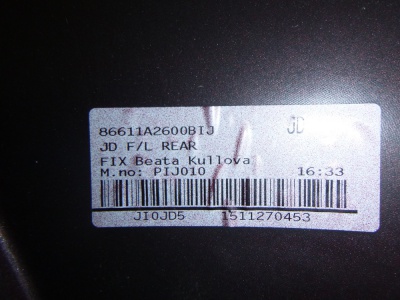 86611A2600BIJ JD
JD F/L REAR
FIX Beata Kullova
M.no: PIJ010 16:33
JI0JD5 1511270453